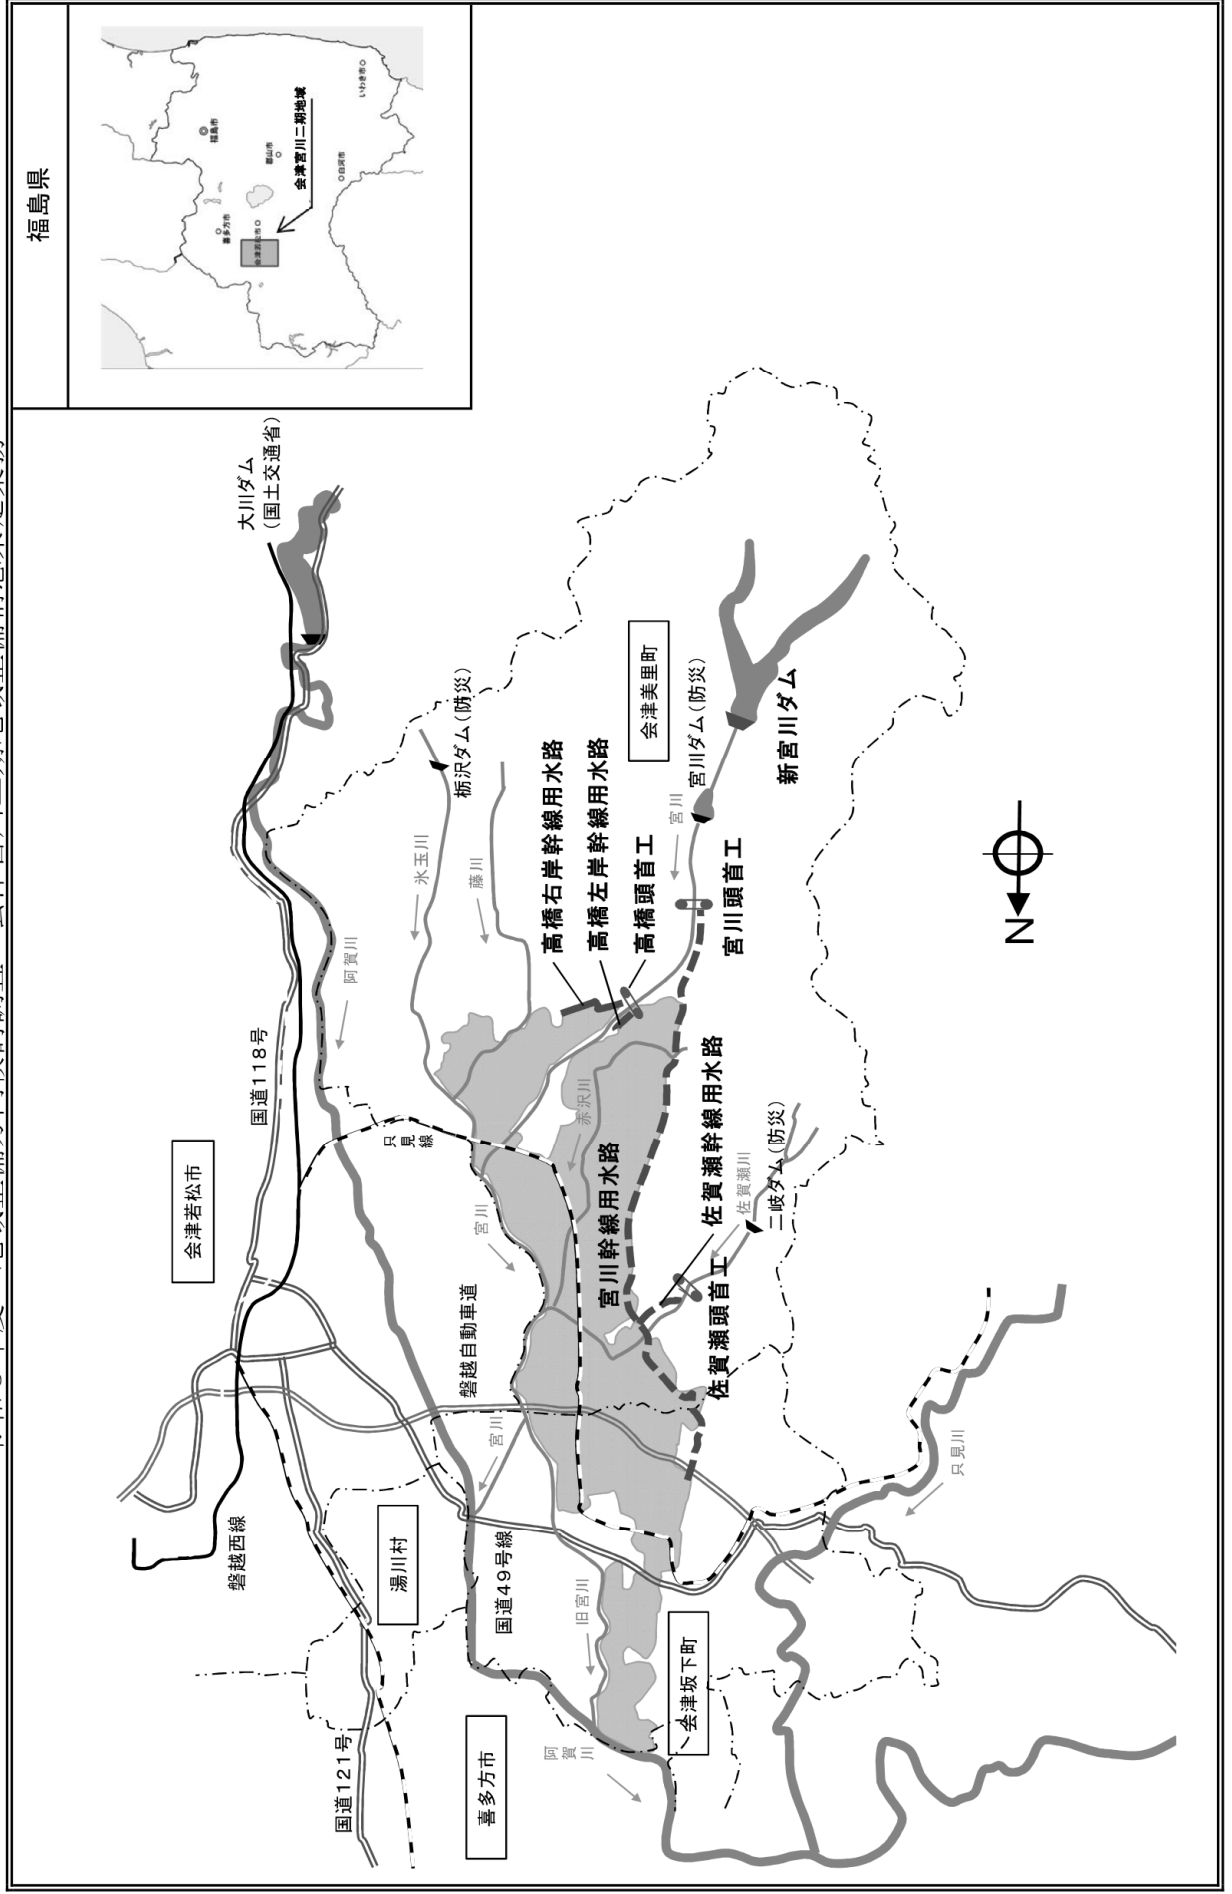 福島県
福島市
喜多方市
会津若松市
郡山市
白河市
いわき市
会津宮川二期地域
大川ダム
（国土交通省）
栃沢ダム(防災)
氷玉川
藤川
阿賀川
国道118号
会津若松市
会津美里町
宮川ダム(防災)
新宮川ダム
宮川
高橋右岸幹線用水路
高橋左岸幹線用水路
高橋頭首工
宮川頭首工
只見線
赤沢川
宮川
宮川幹線用水路
佐賀瀬幹線用水路
佐賀瀬川
二岐ダム(防災)
佐賀瀬頭首工
磐越自動車道
宮川
磐越西線
湯川村
国道49号線
旧宮川
只見川
会津坂下町
喜多方市
国道121号
阿賀川
N